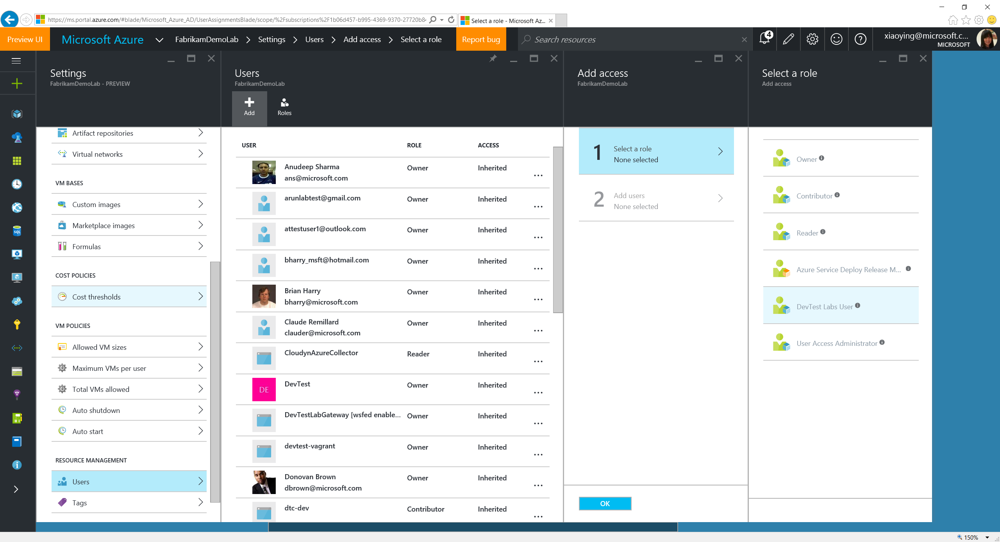 https://ms.portal.azure.com/#blade/Microsoft_Azure_AD/UserAssignmentsBlade/scope/%2Fsubscriptions%2F1b06d457-b995-4369-9370-27720b8
Select a role - Microsoft Az...
Preview UI
Microsoft Azure
FabrikamDemoLab
Settings
Users
Add access
Select a role
Report bug
Search resources
4
xiaoying@microsoft.c...
MICROSOFT
Settings
FabrikamDemoLab - PREVIEW
Artifact repositories
Virtual networks
VM BASES
Custom images
Marketplace images
Formulas
COST POLICIES
Cost thresholds
VM POLICIES
Allowed VM sizes
Maximum VMs per user
Total VMs allowed
Auto shutdown
Auto start
RESOURCE MANAGEMENT
Users
Tags
SQL
Users
FabrikamDemoLab
Add
Roles
USER ROLE ACCESS
Anudeep Sharma
ans@microsoft.com
Owner Inherited ...
arunlabtest@gmail.com Owner Inherited ...
attestuser1@outlook.com Owner Inherited ...
bharry_msft@hotmail.com Owner Inherited ...
Brian Harry
bharry@microsoft.com
Owner Inherited ...
Claude Remillard
clauder@microsoft.com
Owner Inherited ...
CloudynAzureCollector Reader Inherited ...
DE DevTest Owner Inherited ...
DevTestLabGateway [wsfed enable... Owner Inherited ...
devtest-vagrant Owner Inherited ...
Donovan Brown
dbrown@microsoft.com
Owner Inherited ...
dtc-dev Contributor Inherited ...
Add access
FabrikamDemoLab
1
Select a role
None selected
2
Add users
None selected
OK
Select a role
Add access
Owner
Contributor
Reader
Azure Service Deploy Release M...
DevTest Labs User
User Access Administrator
150%